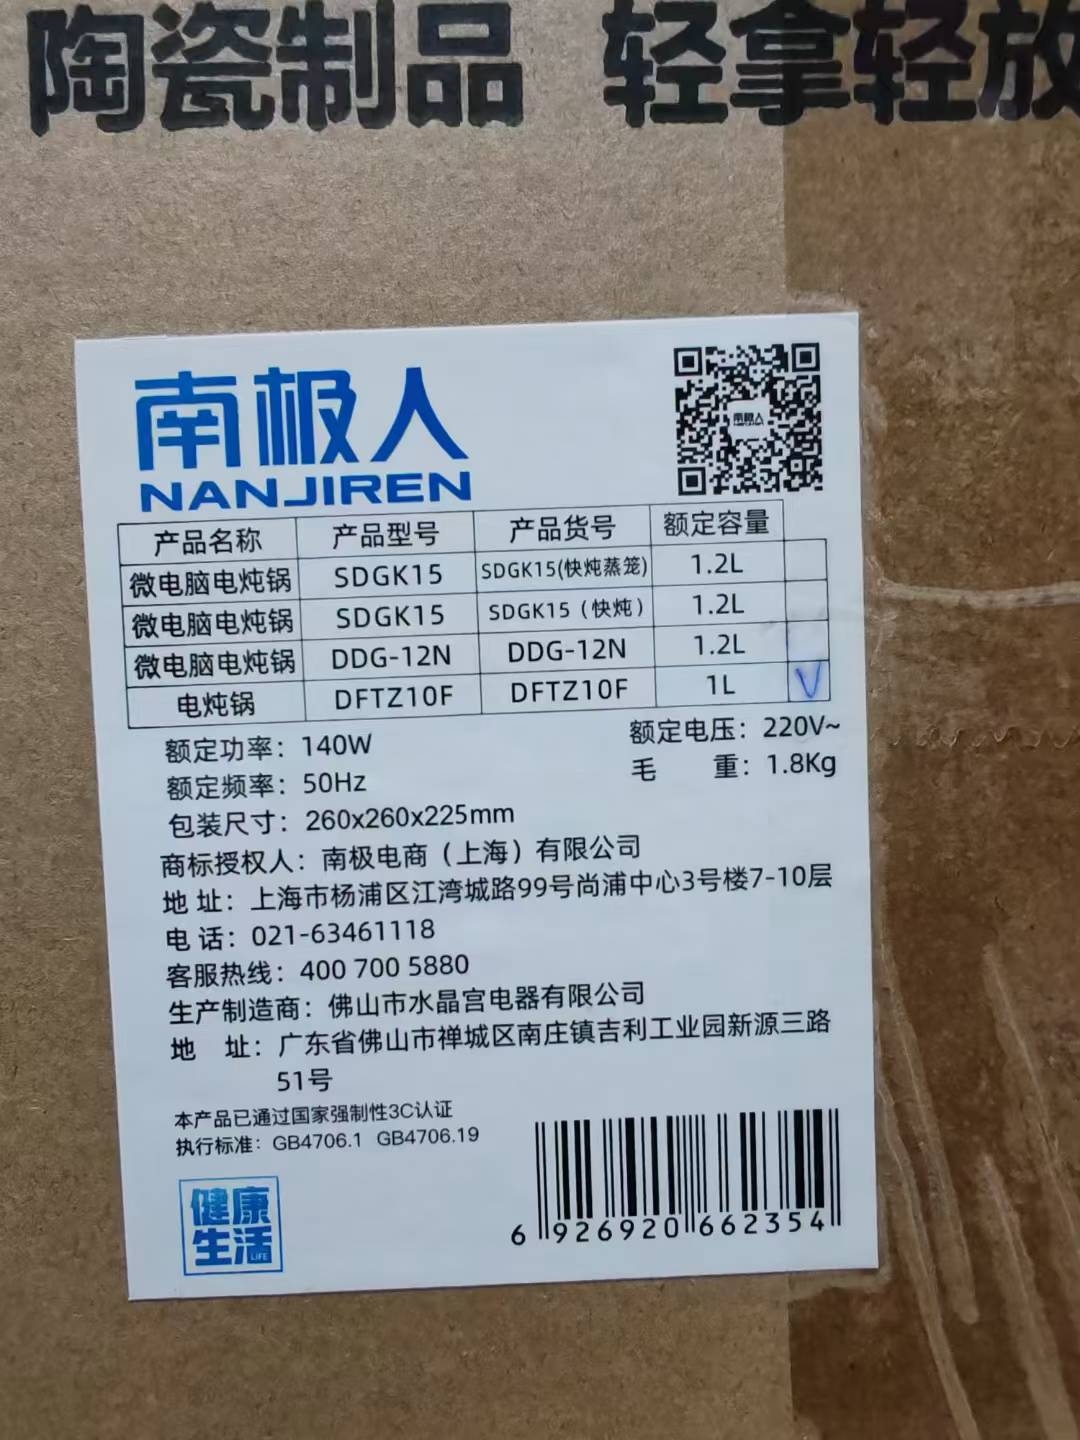 陶瓷制品 轻拿轻放
南极人
南极人
NANJIREN
产品名称 产品型号 产品货号 额定容量
微电脑电炖锅 SDGK15 SDGK15(快炖蒸笼) 1.2L
微电脑电炖锅 SDGK15 SDGK15（快炖） 1.2L
微电脑电炖锅 DDG-12N DDG-12N 1.2L
电炖锅 DFTZ10F DFTZ10F 1L V
额定功率：140W 额定电压：220V~
额定频率：50Hz 毛 重：1.8Kg
包装尺寸：260x260x225mm
商标授权人：南极电商（上海）有限公司
地 址：上海市杨浦区江湾城路99号尚浦中心3号楼7-10层
电 话：021-63461118
客服热线：400 700 5880
生产制造商：佛山市水晶宫电器有限公司
地 址：广东省佛山市禅城区南庄镇吉利工业园新源三路
51号
本产品已通过国家强制性3C认证
执行标准：GB4706.1 GB4706.19
健康
生活
LIFE
6 926920 662354